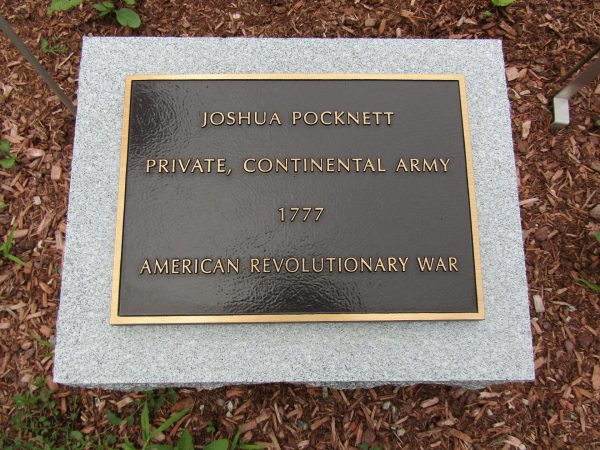 JOSHUA POCKNETT
PRIVATE, CONTINENTAL ARMY
1777
AMERICAN REVOLUTIONARY WAR